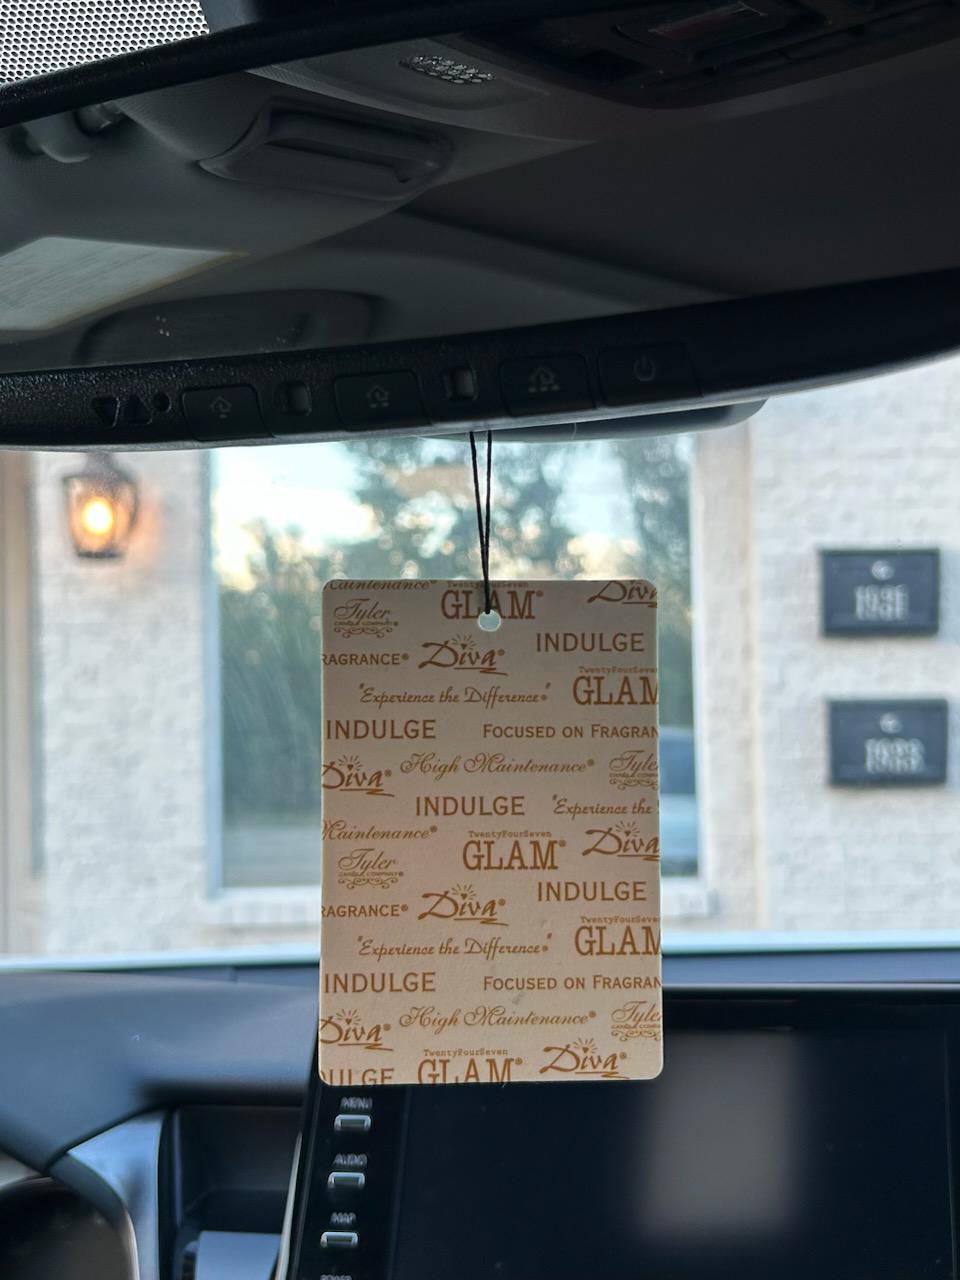 Maintenance®
TwentyFourSeven
GLAM®
Diva
Tyler
CANDLE COMPANY®
INDULGE
RAGRANCE®
Diva®
TwentyFourSeven
GLAM
"Experience the Difference®"
INDULGE
FOCUSED ON FRAGRAN
Diva®
High Maintenance®
Tyler
CANDLE COMPANY
INDULGE
"Experience the
Maintenance®
TwentyFourSeven
GLAM®
Diva
Tyler
CANDLE COMPANY®
INDULGE
RAGRANCE®
Diva®
TwentyFourSeven
GLAM
"Experience the Difference®"
INDULGE
FOCUSED ON FRAGRAN
Diva®
High Maintenance®
Tyler
CANDLE COMPANY
DULGE
TwentyFourSeven
GLAM®
Diva®
MENU
AUDIO
MAP